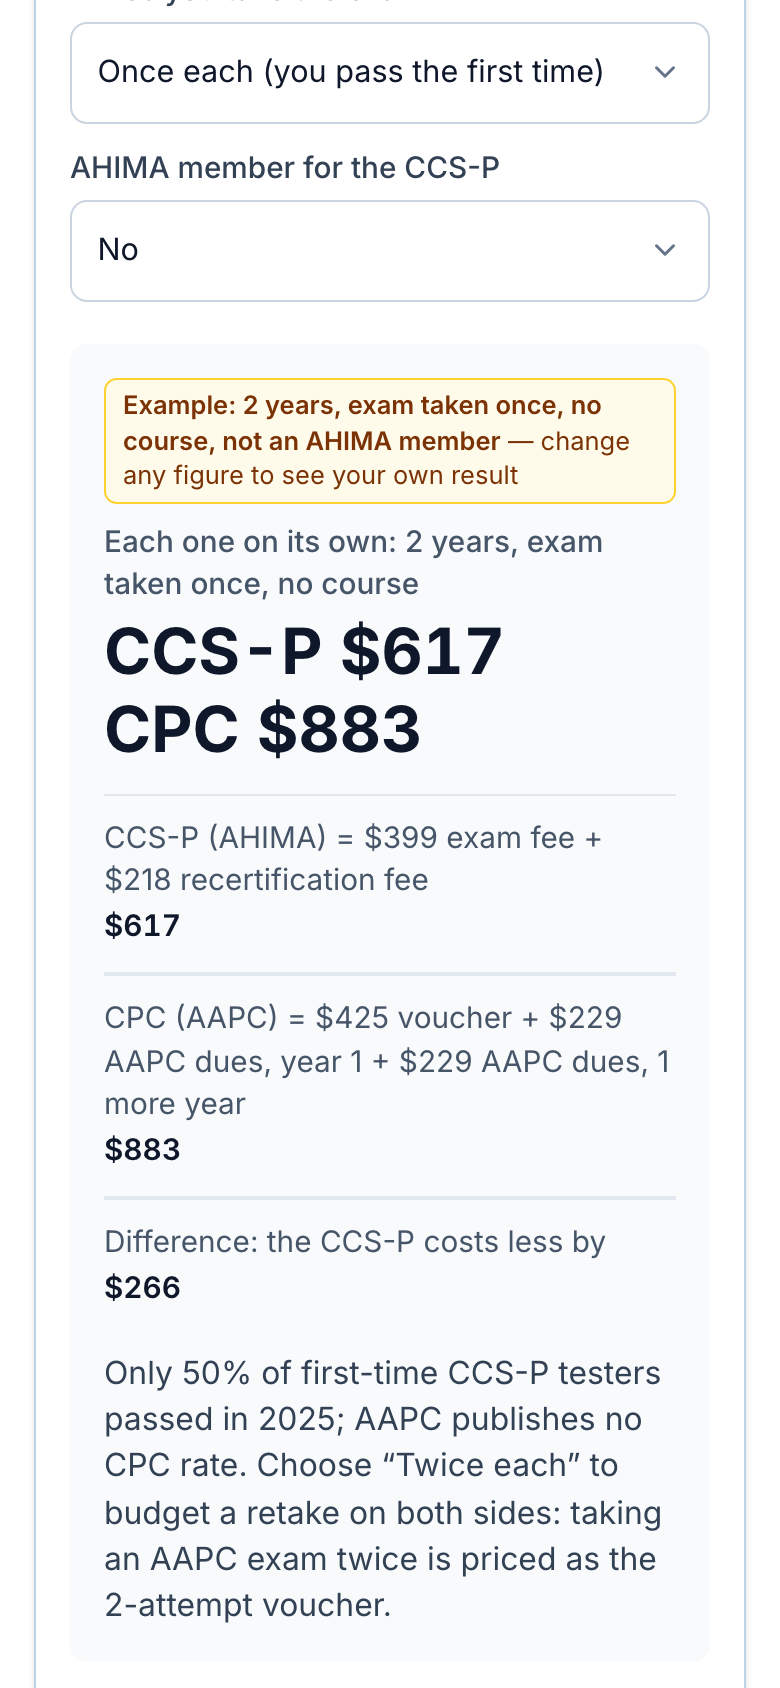 Once each (you pass the first time)
AHIMA member for the CCS-P
No
Example: 2 years, exam taken once, no
course, not an AHIMA member — change
any figure to see your own result
Each one on its own: 2 years, exam
taken once, no course
CCS-P $617
CPC $883
CCS-P (AHIMA) = $399 exam fee +
$218 recertification fee
$617
CPC (AAPC) = $425 voucher + $229
AAPC dues, year 1 + $229 AAPC dues, 1
more year
$883
Difference: the CCS-P costs less by
$266
Only 50% of first-time CCS-P testers
passed in 2025; AAPC publishes no
CPC rate. Choose “Twice each” to
budget a retake on both sides: taking
an AAPC exam twice is priced as the
2-attempt voucher.